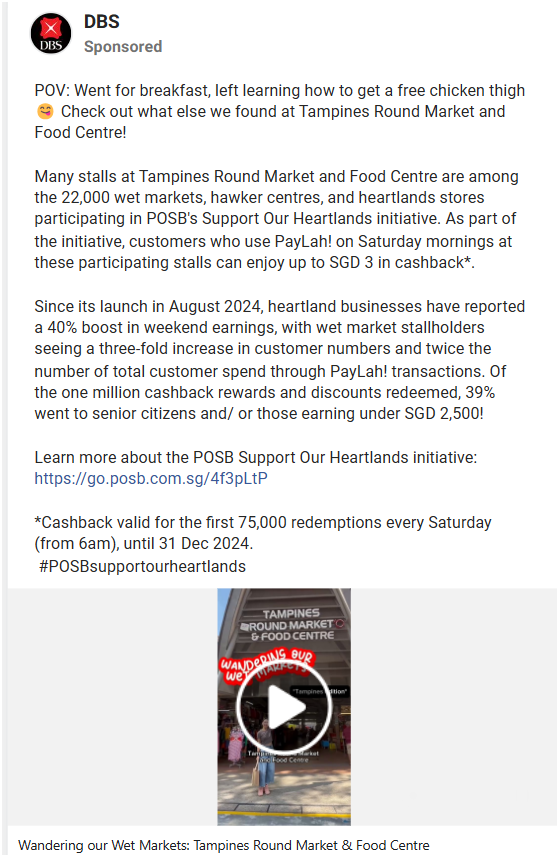 DBS
DBS
Sponsored
POV: Went for breakfast, left learning how to get a free chicken thigh
😋 Check out what else we found at Tampines Round Market and
Food Centre!
Many stalls at Tampines Round Market and Food Centre are among
the 22,000 wet markets, hawker centres, and heartlands stores
participating in POSB's Support Our Heartlands initiative. As part of
the initiative, customers who use PayLah! on Saturday mornings at
these participating stalls can enjoy up to SGD 3 in cashback*.
Since its launch in August 2024, heartland businesses have reported
a 40% boost in weekend earnings, with wet market stallholders
seeing a three-fold increase in customer numbers and twice the
number of total customer spend through PayLah! transactions. Of
the one million cashback rewards and discounts redeemed, 39%
went to senior citizens and/ or those earning under SGD 2,500!
Learn more about the POSB Support Our Heartlands initiative:
https://go.posb.com.sg/4f3pLtP
*Cashback valid for the first 75,000 redemptions every Saturday
(from 6am), until 31 Dec 2024.
#POSBsupportourheartlands
TAMPINES
ROUND MARKET
& FOOD CENTRE
WANDERING OUR
WET MARKETS
"Tampines
Market
and Food Centre
Wandering our Wet Markets: Tampines Round Market & Food Centre